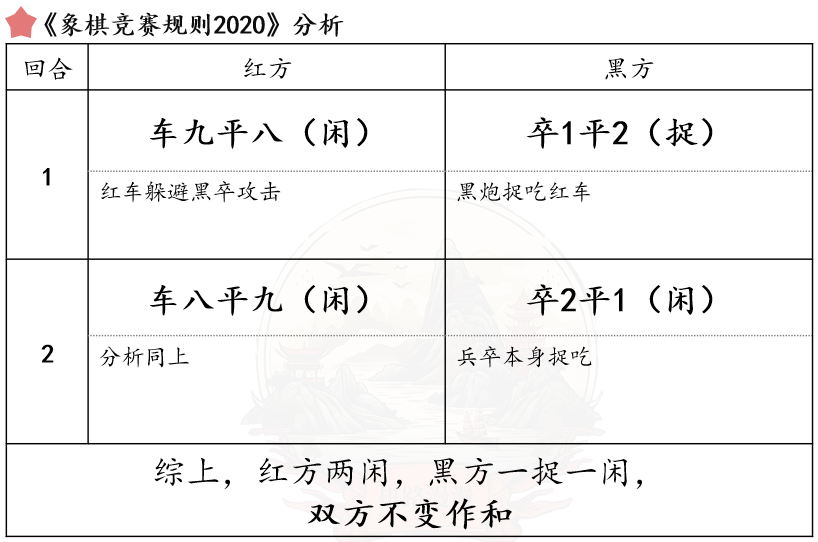 《象棋竞赛规则2020》分析
回合
红方
黑方
1
车九平八（闲）
卒1平2（捉）
红车躲避黑卒攻击
黑炮捉吃红车
2
车八平九（闲）
卒2平1（闲）
分析同上
兵卒本身捉吃
综上，红方两闲，黑方一捉一闲，
双方不变作和